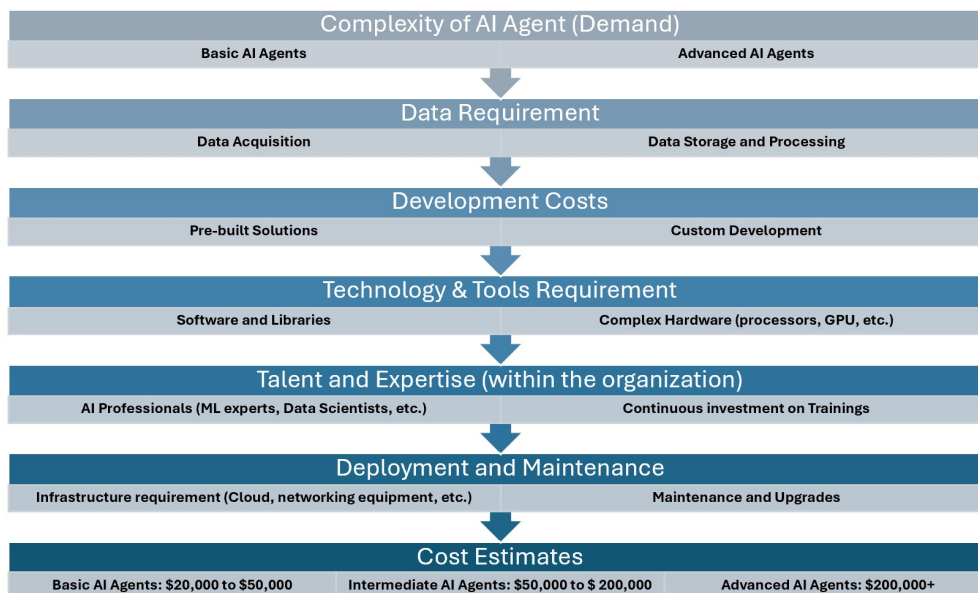 Complexity of AI Agent (Demand)
Basic AI Agents
Advanced AI Agents
Data Requirement
Data Acquisition
Data Storage and Processing
Development Costs
Pre-built Solutions
Custom Development
Technology & Tools Requirement
Software and Libraries
Complex Hardware (processors, GPU, etc.)
Talent and Expertise (within the organization)
AI Professionals (ML experts, Data Scientists, etc.)
Continuous investment on Trainings
Deployment and Maintenance
Infrastructure requirement (Cloud, networking equipment, etc.)
Maintenance and Upgrades
Cost Estimates
Basic AI Agents: $20,000 to $50,000
Intermediate AI Agents: $50,000 to $ 200,000
Advanced AI Agents: $200,000+